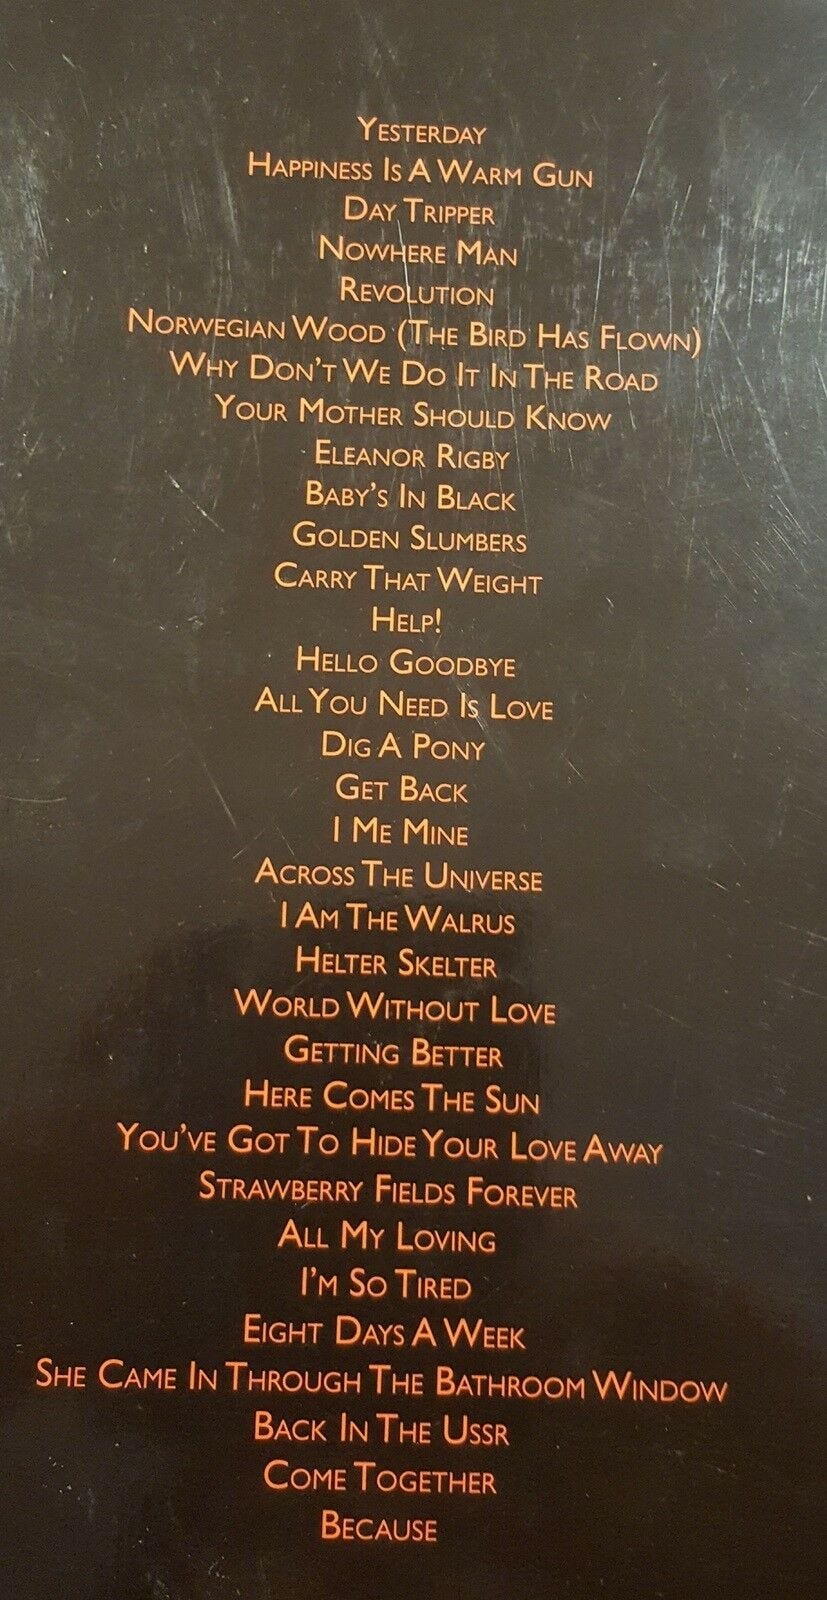 Yesterday
Happiness Is A Warm Gun
Day Tripper
Nowhere Man
Revolution
Norwegian Wood (The Bird Has Flown)
Why Don't We Do It In The Road
Your Mother Should Know
Eleanor Rigby
Baby's In Black
Golden Slumbers
Carry That Weight
Help!
Hello Goodbye
All You Need Is Love
Dig A Pony
Get Back
I Me Mine
Across The Universe
I Am The Walrus
Helter Skelter
World Without Love
Getting Better
Here Comes The Sun
You've Got To Hide Your Love Away
Strawberry Fields Forever
All My Loving
I'm So Tired
Eight Days A Week
She Came In Through The Bathroom Window
Back In The Ussr
Come Together
Because